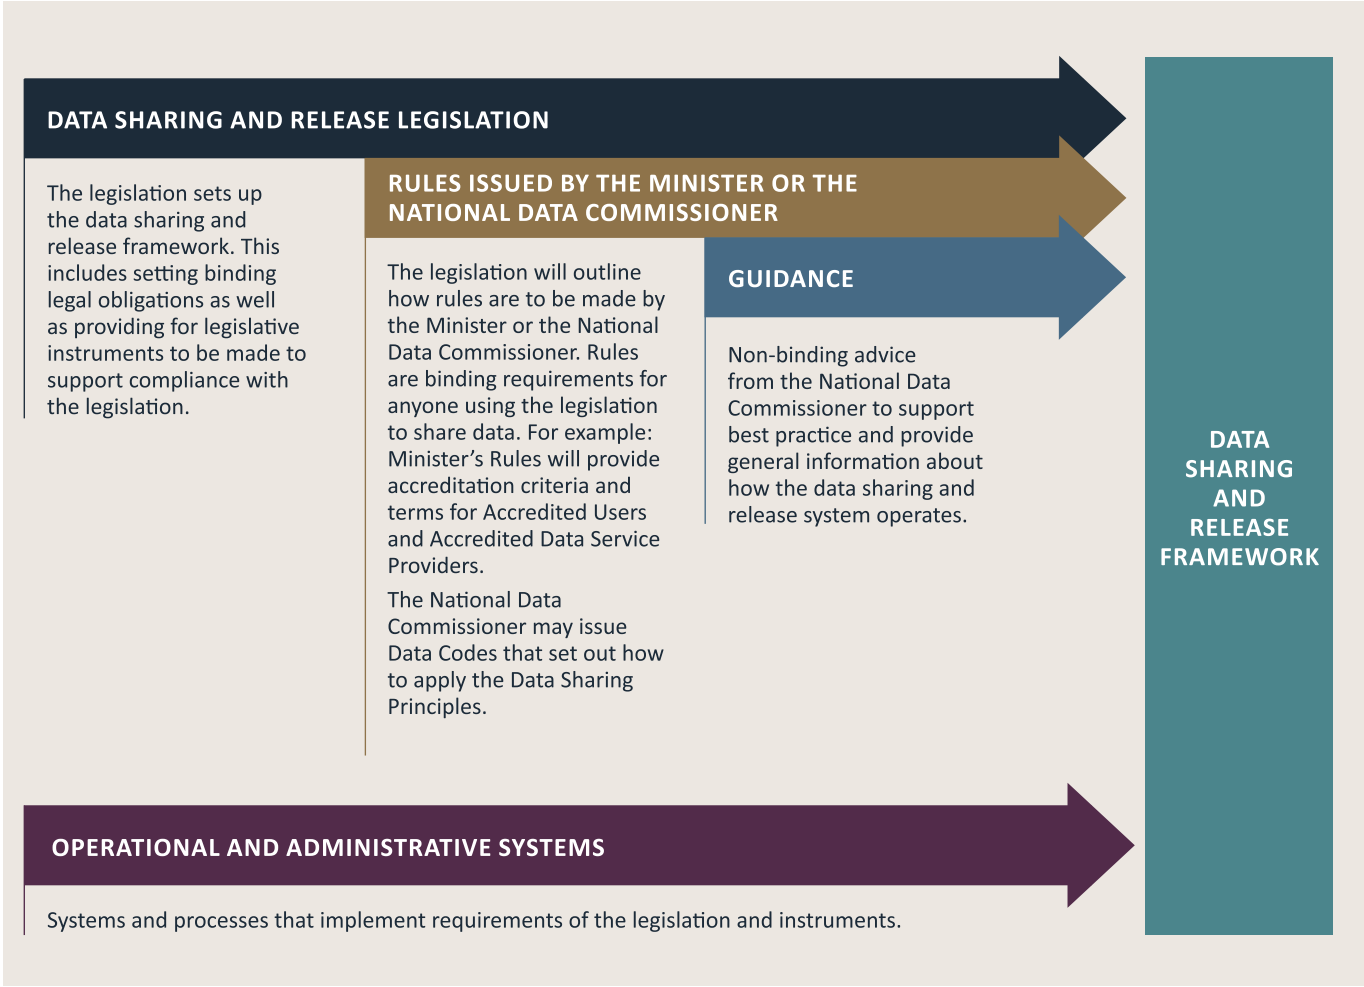 DATA SHARING AND RELEASE LEGISLATION
The legislation sets up
the data sharing and
release framework. This
includes setting binding
legal obligations as well
as providing for legislative
instruments to be made to
support compliance with
the legislation.
RULES ISSUED BY THE MINISTER OR THE
NATIONAL DATA COMMISSIONER
The legislation will outline
how rules are to be made by
the Minister or the National
Data Commissioner. Rules
are binding requirements for
anyone using the legislation
to share data. For example:
Minister’s Rules will provide
accreditation criteria and
terms for Accredited Users
and Accredited Data Service
Providers.
The National Data
Commissioner may issue
Data Codes that set out how
to apply the Data Sharing
Principles.
GUIDANCE
Non-binding advice
from the National Data
Commissioner to support
best practice and provide
general information about
how the data sharing and
release system operates.
OPERATIONAL AND ADMINISTRATIVE SYSTEMS
Systems and processes that implement requirements of the legislation and instruments.
DATA
SHARING
AND
RELEASE
FRAMEWORK